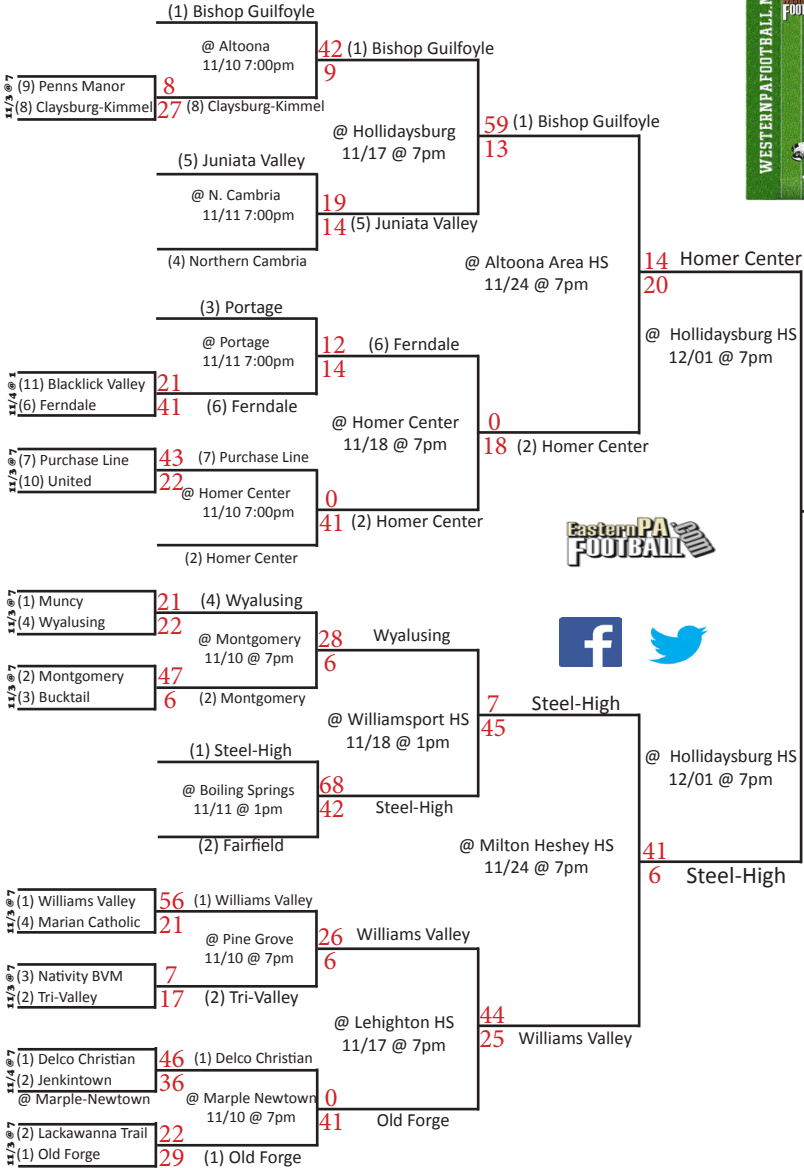 (1) Bishop Guilfoyle
@ Altoona
11/10 7:00pm
42 (1) Bishop Guilfoyle
9
11/3 @ 7
(9) Penns Manor 8
(8) Claysburg-Kimmel 27 (8) Claysburg-Kimmel
@ Hollidaysburg
11/17 @ 7pm
59 (1) Bishop Guilfoyle
13
(5) Juniata Valley
@ N. Cambria
11/11 7:00pm
19
14 (5) Juniata Valley
(4) Northern Cambria
@ Altoona Area HS
11/24 @ 7pm
14 Homer Center
20
(3) Portage
@ Portage
11/11 7:00pm
12 (6) Ferndale
14
11/4 @ 1
(11) Blacklick Valley 21
(6) Ferndale 41 (6) Ferndale
@ Homer Center
11/18 @ 7pm
0
18 (2) Homer Center
11/3 @ 7
(7) Purchase Line 43 (7) Purchase Line
(10) United 22
@ Homer Center
11/10 7:00pm
0
41 (2) Homer Center
(2) Homer Center
@ Hollidaysburg HS
12/01 @ 7pm
WESTERNPAFOOTBALL.
EasternPA
FOOTBALL
.com
f
11/3 @ 7
(1) Muncy 21 (4) Wyalusing
(4) Wyalusing 22
@ Montgomery
11/10 @ 7pm
28 Wyalusing
6
11/3 @ 7
(2) Montgomery 47
(3) Bucktail 6 (2) Montgomery
@ Williamsport HS
11/18 @ 1pm
7 Steel-High
45
(1) Steel-High
@ Boiling Springs
11/11 @ 1pm
68
42 Steel-High
(2) Fairfield
@ Hollidaysburg HS
12/01 @ 7pm
@ Milton Heshey HS
11/24 @ 7pm
41
6 Steel-High
11/3 @ 7
(1) Williams Valley 56 (1) Williams Valley
(4) Marian Catholic 21
@ Pine Grove
11/10 @ 7pm
26 Williams Valley
6
11/3 @ 7
(3) Nativity BVM 7
(2) Tri-Valley 17 (2) Tri-Valley
@ Lehighton HS
11/17 @ 7pm
44
25 Williams Valley
11/4 @ 7
(1) Delco Christian 46 (1) Delco Christian
(2) Jenkintown 36
@ Marple-Newtown
@ Marple Newtown
11/10 @ 7pm
0
41 Old Forge
11/3 @ 7
(2) Lackawanna Trail 22
(1) Old Forge 29 (1) Old Forge